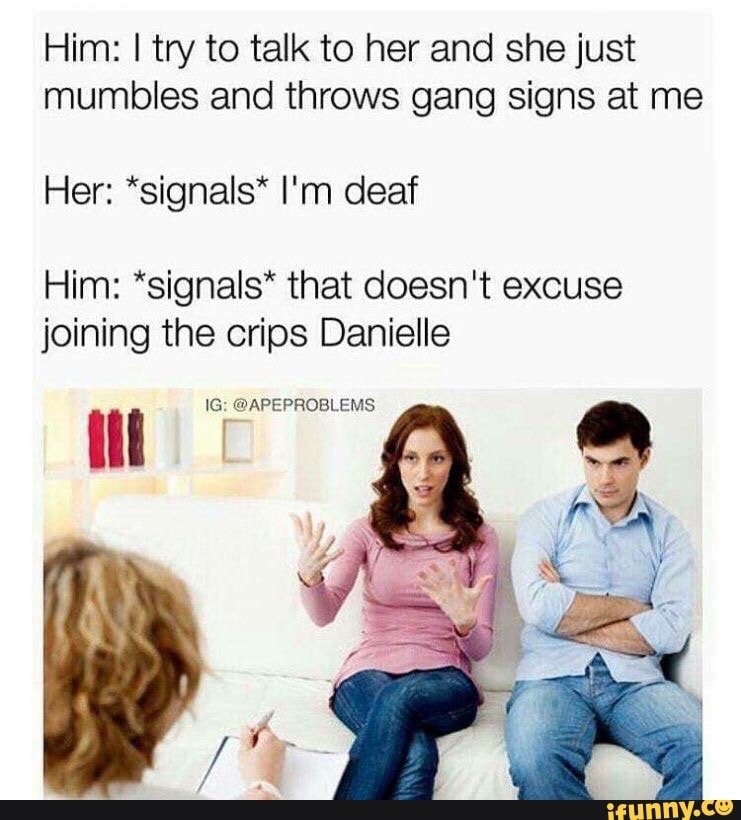 Him: I try to talk to her and she just
mumbles and throws gang signs at me
Her: *signals* I'm deaf
Him: *signals* that doesn't excuse
joining the crips Danielle
IG: @APEPROBLEMS
ifunny.co